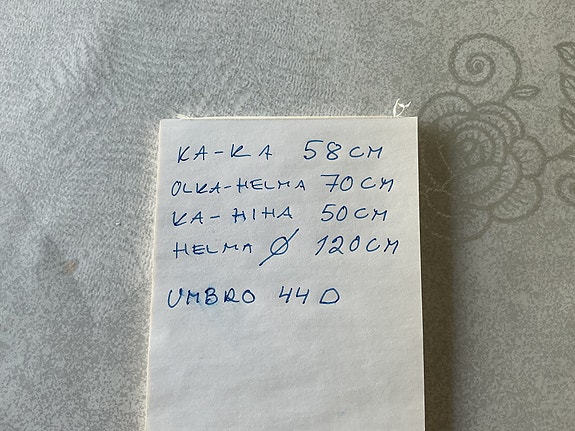 KA-KA 58CM
OLKA-HELMA 70CM
KA-HIHA 50CM
HELMA Ø 120CM
UMBRO 44D